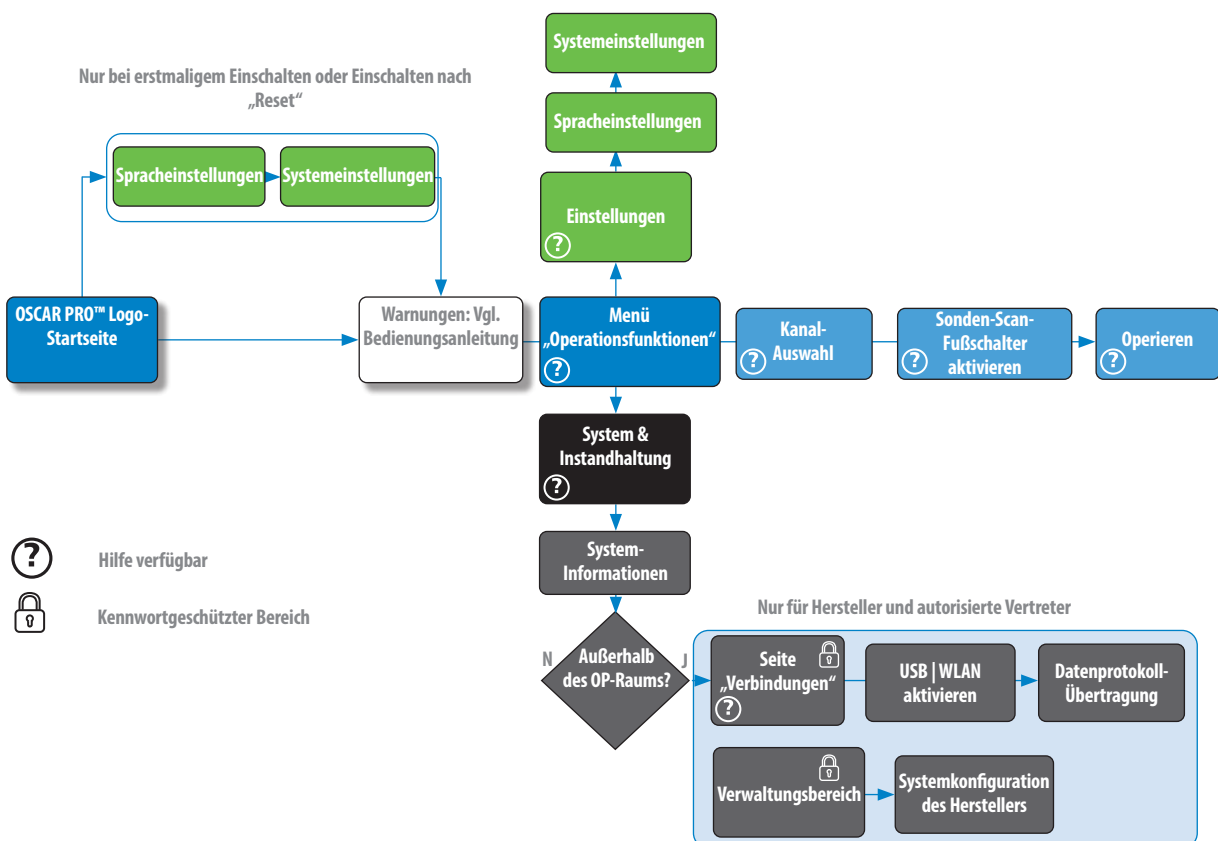 Systemeinstellungen
Nur bei erstmaligem Einschalten oder Einschalten nach
„Reset“
Spracheinstellungen
Spracheinstellungen
Systemeinstellungen
Einstellungen
?
OSCAR PRO™ Logo-
Startseite
Warnungen: Vgl.
Bedienungsanleitung
Menü
„Operationsfunktionen“
?
Kanal-
Auswahl
?
Sonden-Scan-
Fußschalter
aktivieren
?
Operieren
?
System &
Instandhaltung
?
System-
Informationen
?
Hilfe verfügbar
Kennwortgeschützter Bereich
Nur für Hersteller und autorisierte Vertreter
N
Außerhalb
des OP-Raums?
J
Seite
„Verbindungen“
?
USB | WLAN
aktivieren
Datenprotokoll-
Übertragung
Verwaltungsbereich
Systemkonfiguration
des Herstellers